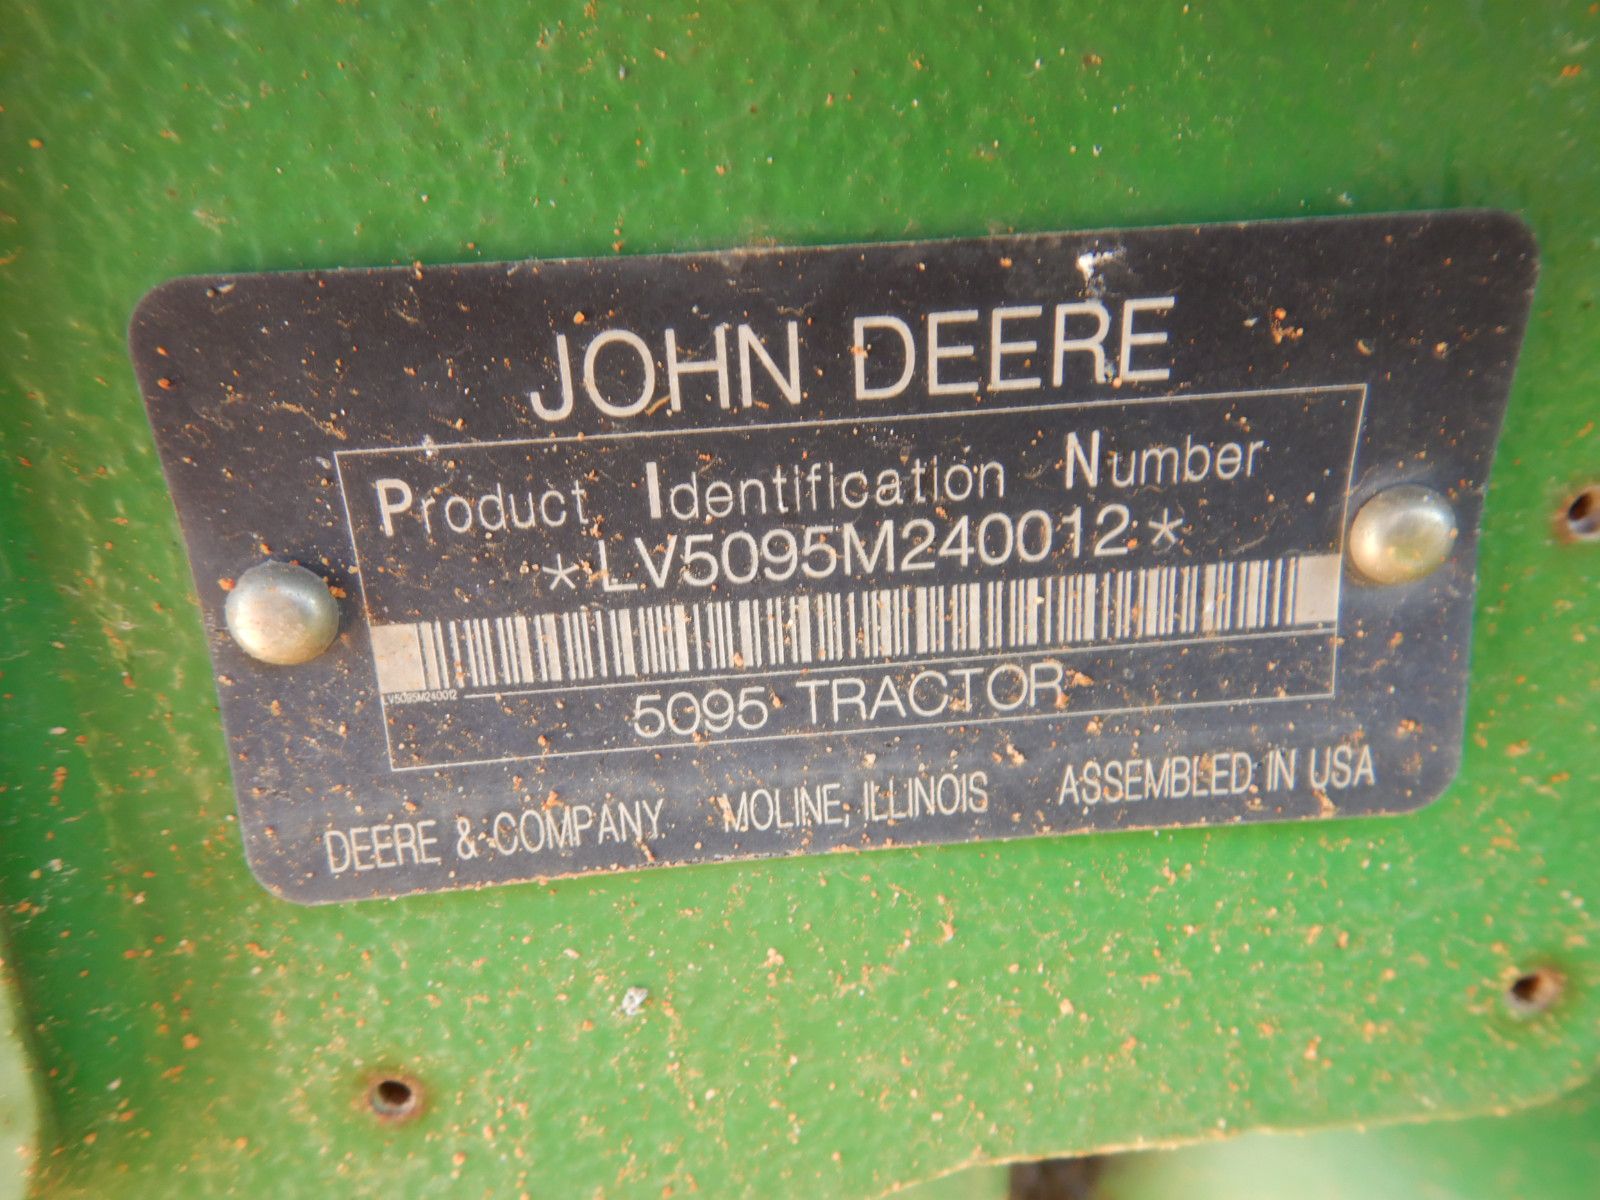 JOHN DEERE
Product Identification Number
*LV5095M240012*
LV5095M240012
5095 TRACTOR
DEERE & COMPANY MOLINE, ILLINOIS ASSEMBLED IN USA